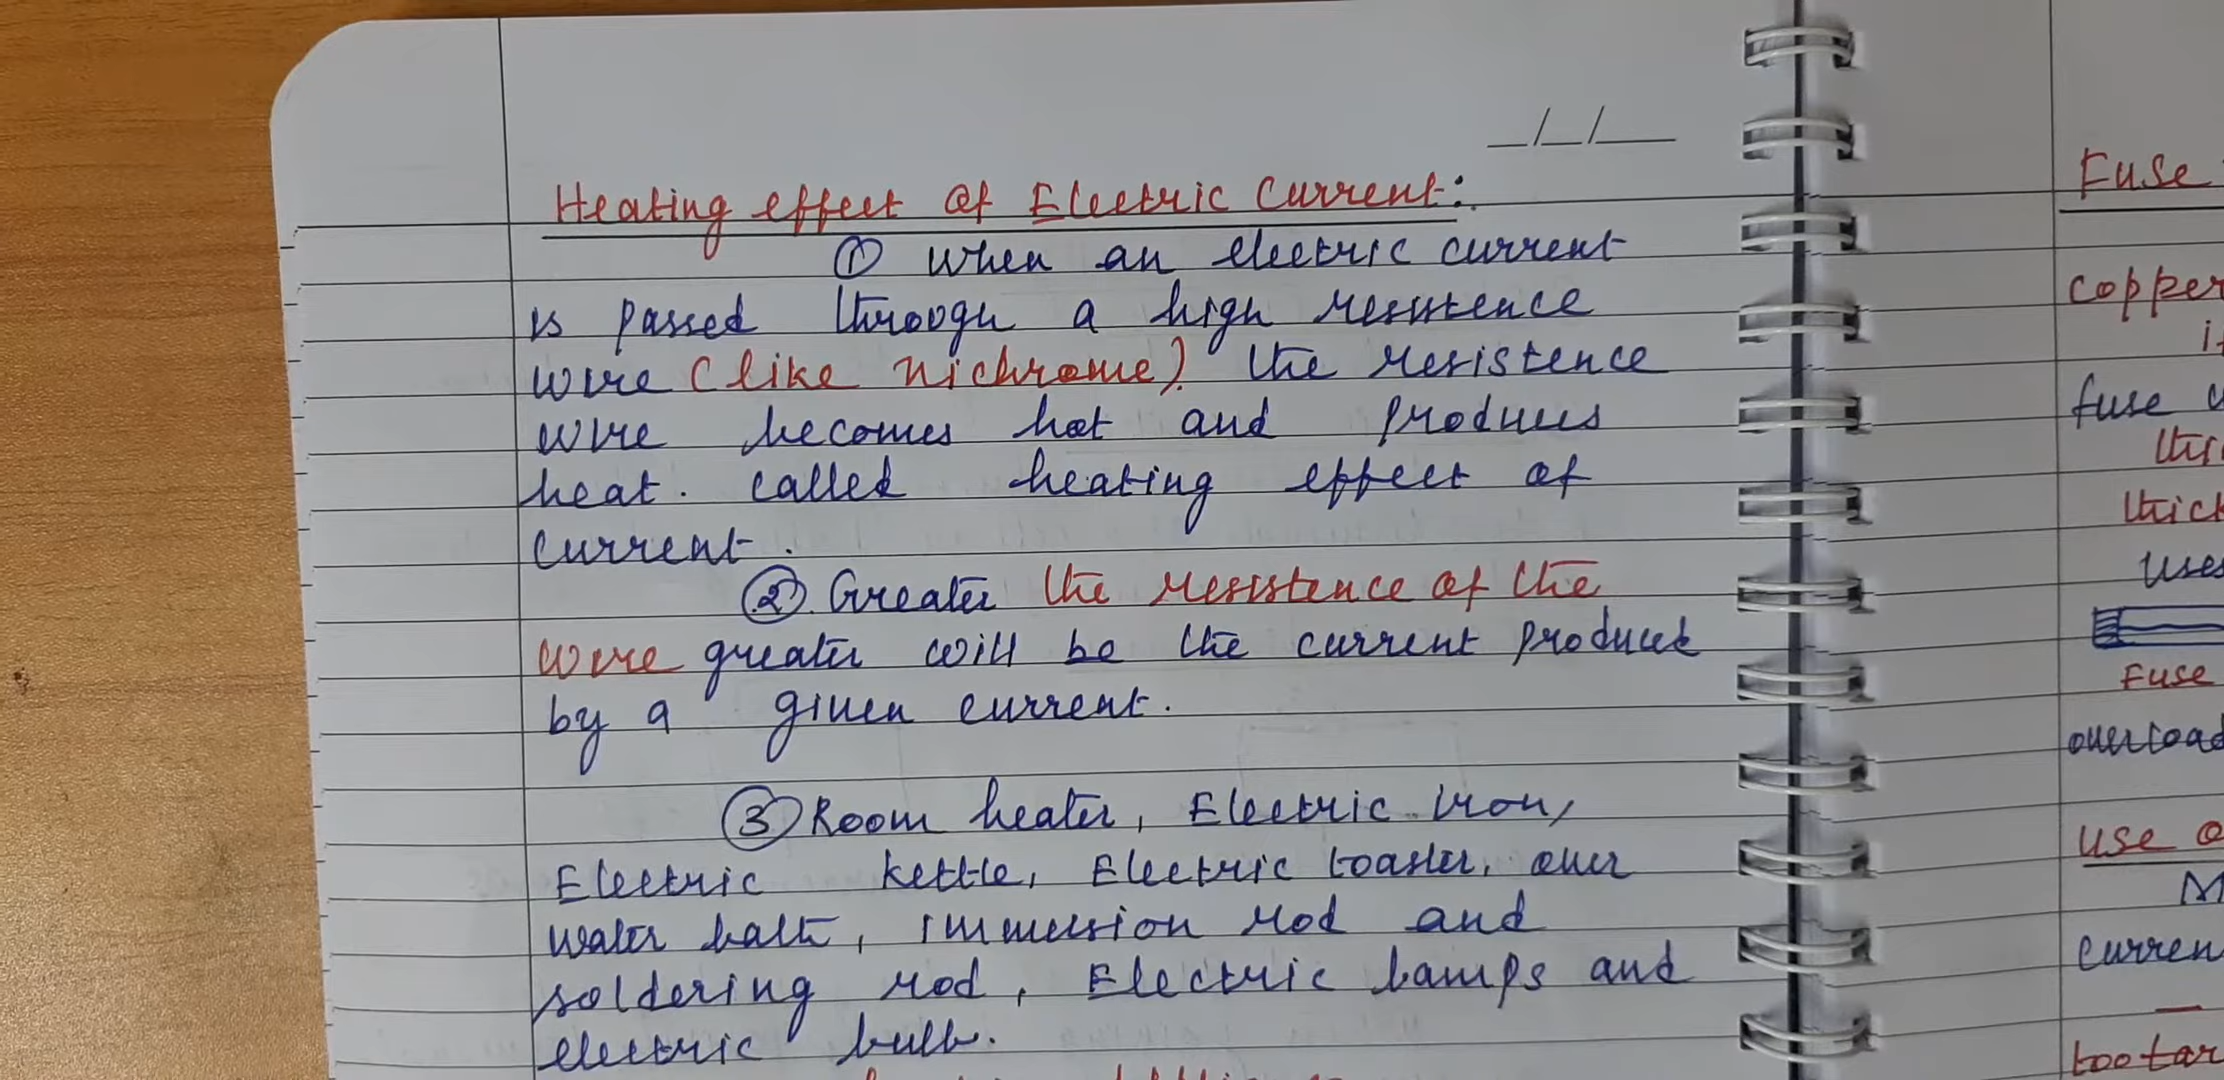 __/__/____
Heating effect of Electric Current:
① When an electric current
is passed through a high resistence
wire (like nichrome). the resistence
wire becomes hot and produces
heat. called heating effect of
current.
②. Greater the resistence of the
wire greater will be the current produced
by a given current.
③ Room heater, Electric iron,
Electric kettle, Electric toaster, over
water bath, immersion rod and
soldering rod, Electric lamps and
electric bulb.
Fuse
copper
fuse
thick
uses
Fuse
overload
use
curren